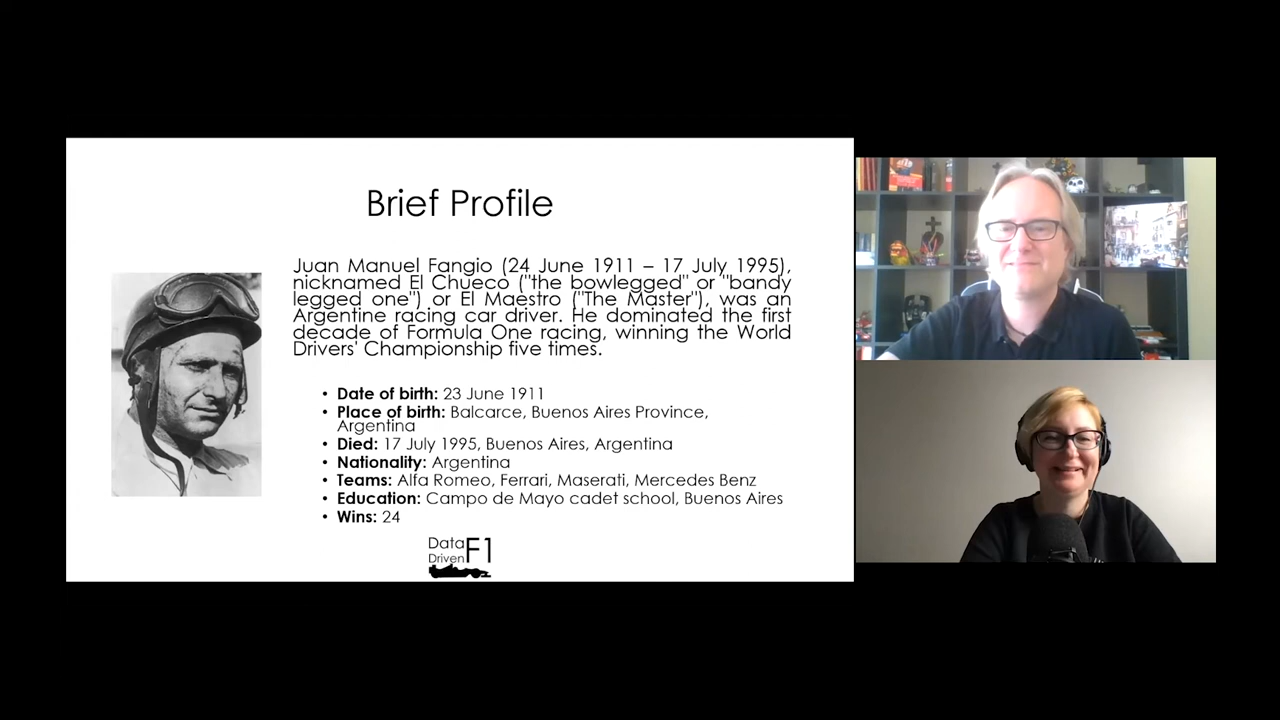 Brief Profile
Juan Manuel Fangio (24 June 1911 – 17 July 1995),
nicknamed El Chueco ("the bowlegged" or "bandy
legged one") or El Maestro ("The Master"), was an
Argentine racing car driver. He dominated the first
decade of Formula One racing, winning the World
Drivers' Championship five times.
• Date of birth: 23 June 1911
• Place of birth: Balcarce, Buenos Aires Province,
Argentina
• Died: 17 July 1995, Buenos Aires, Argentina
• Nationality: Argentina
• Teams: Alfa Romeo, Ferrari, Maserati, Mercedes Benz
• Education: Campo de Mayo cadet school, Buenos Aires
• Wins: 24
Data
Driven F1